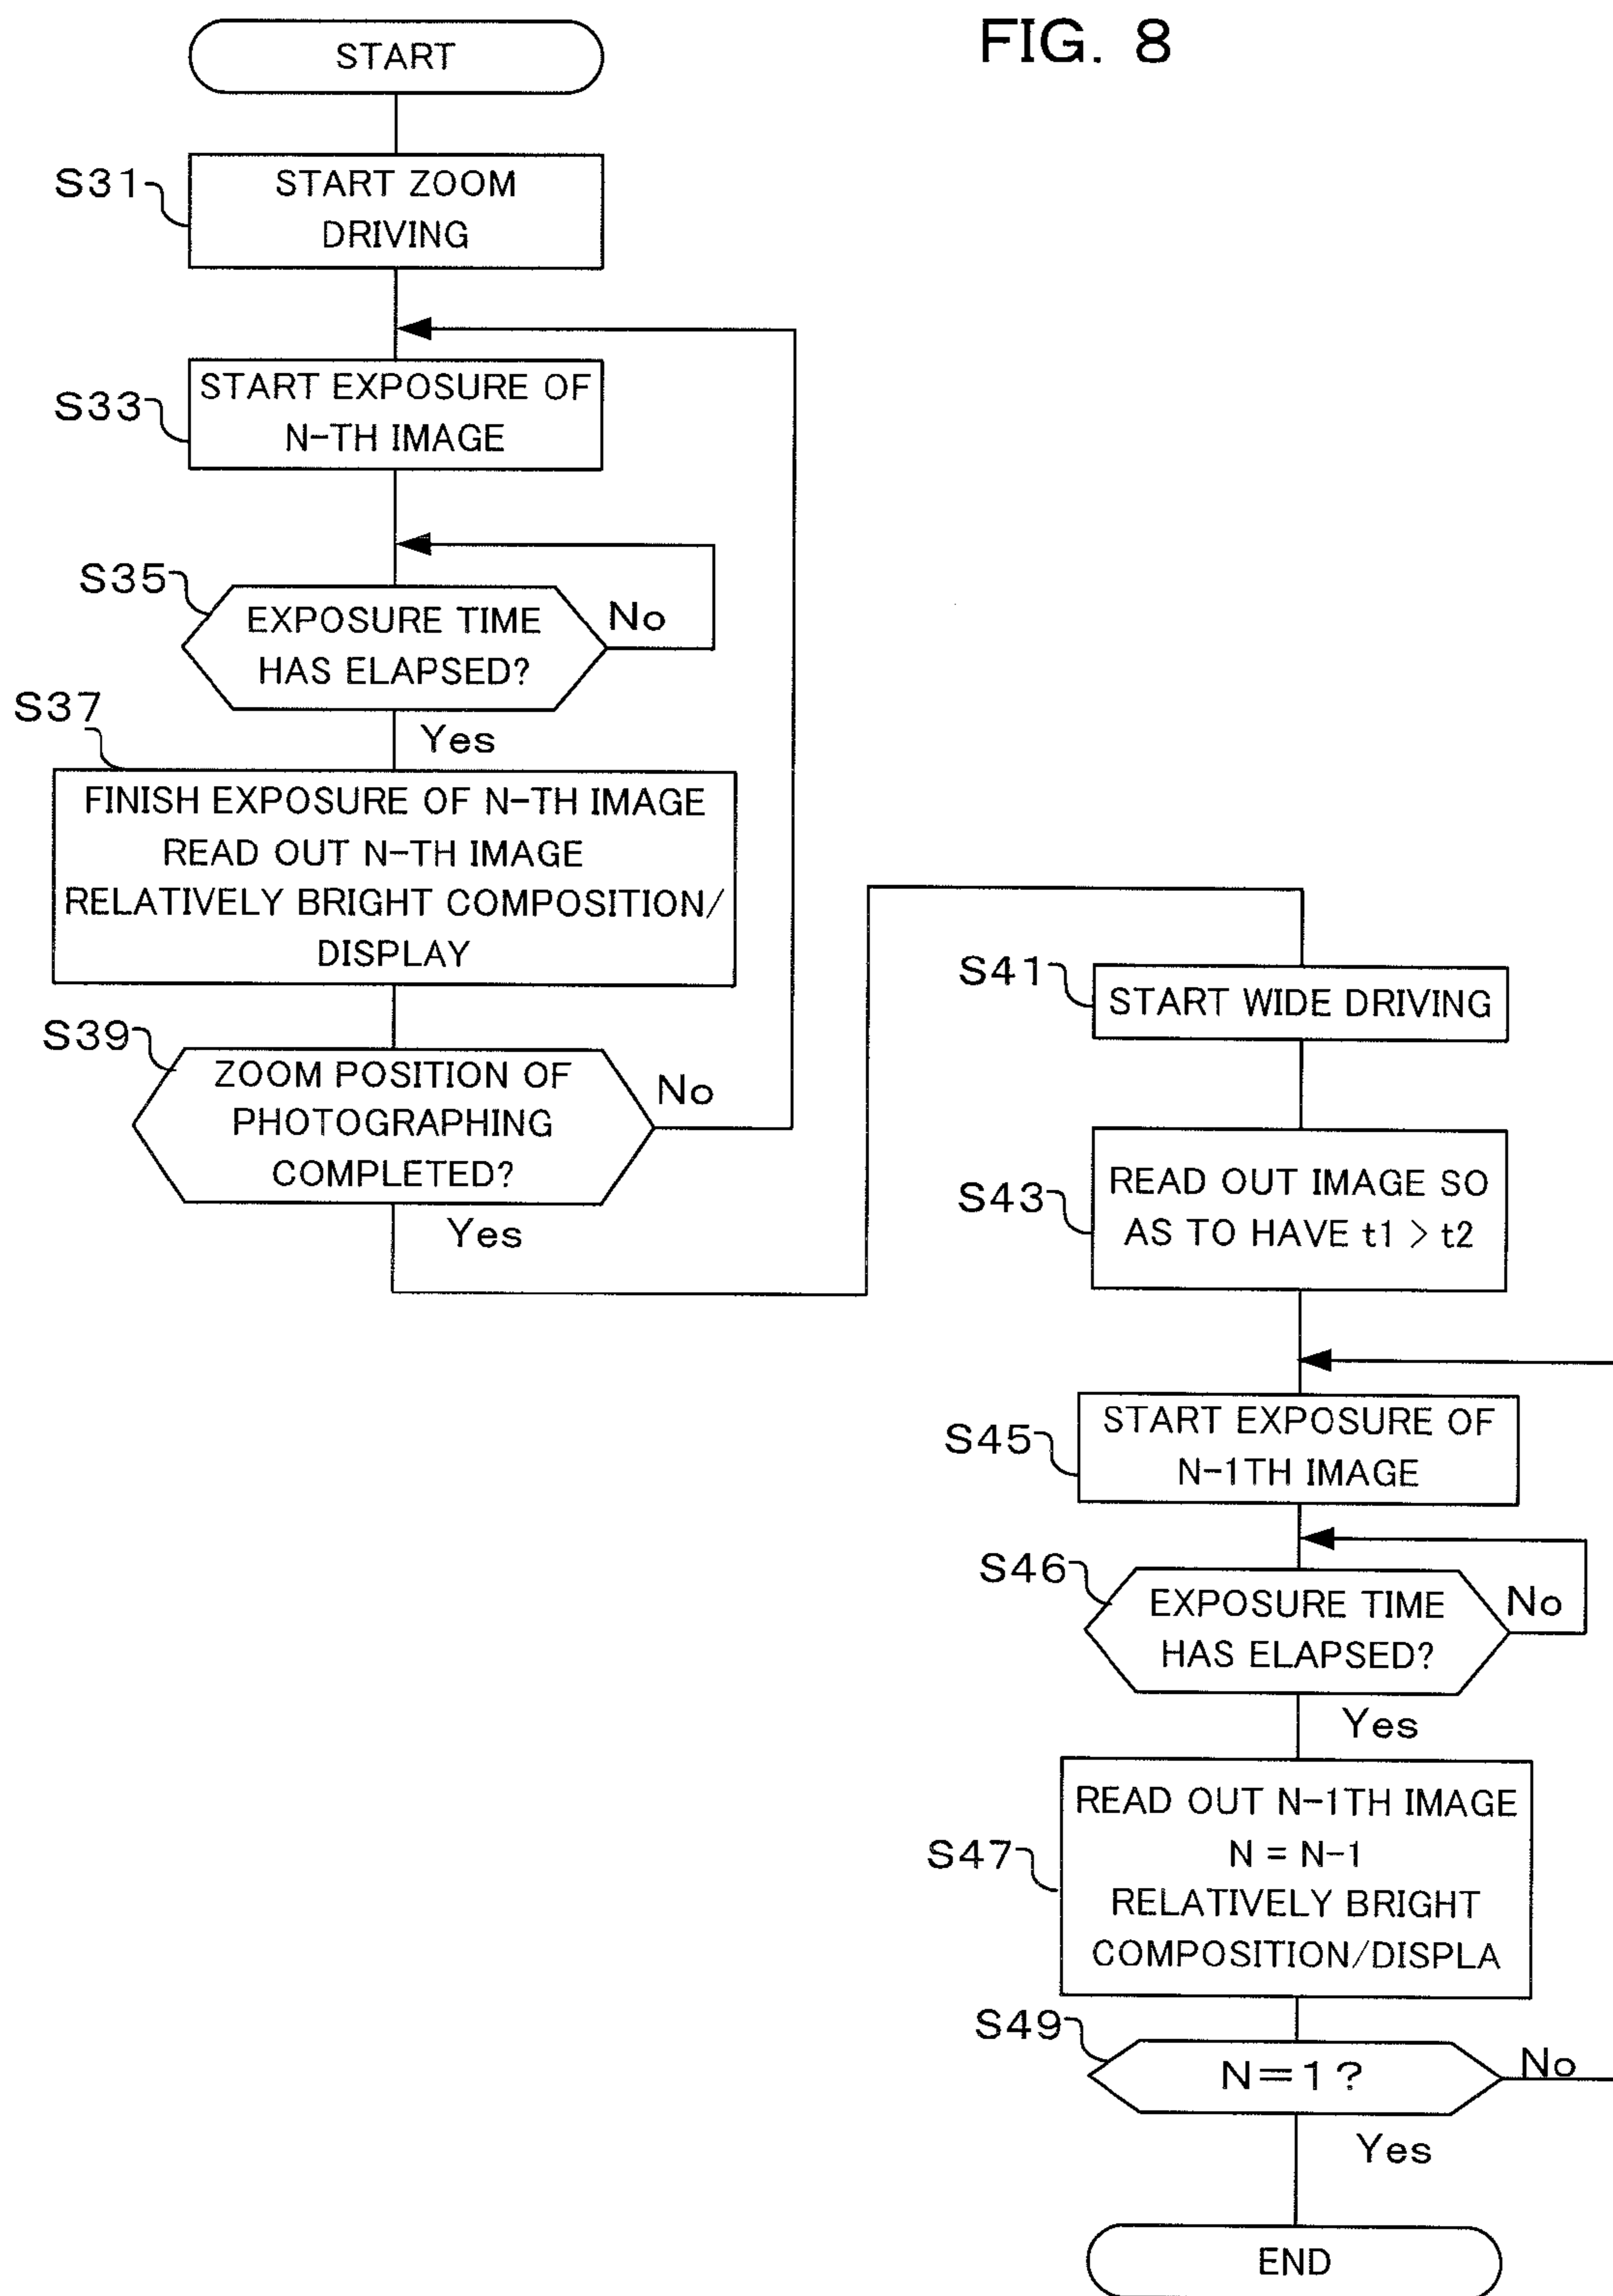 FIG. 8
START
S31
START ZOOM
DRIVING
S33
START EXPOSURE OF
N-TH IMAGE
S35
EXPOSURE TIME
HAS ELAPSED?
No
Yes
S37
FINISH EXPOSURE OF N-TH IMAGE
READ OUT N-TH IMAGE
RELATIVELY BRIGHT COMPOSITION/
DISPLAY
S39
ZOOM POSITION OF
PHOTOGRAPHING
COMPLETED?
No
Yes
S41
START WIDE DRIVING
S43
READ OUT IMAGE SO
AS TO HAVE t1 > t2
S45
START EXPOSURE OF
N-1TH IMAGE
S46
EXPOSURE TIME
HAS ELAPSED?
No
Yes
S47
READ OUT N-1TH IMAGE
N = N-1
RELATIVELY BRIGHT
COMPOSITION/DISPLA
S49
N=1?
No
Yes
END